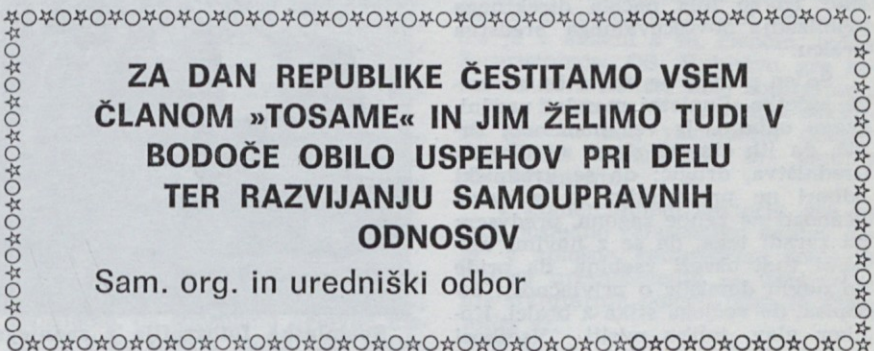 ZA DAN REPUBLIKE ČESTITAMO VSEM
ČLANOM »TOSAME« IN JIM ŽELIMO TUDI V
BODOČE OBILO USPEHOV PRI DELU
TER RAZVIJANJU SAMOUPRAVNIH
ODNOSOV
Sam. org. in uredniški odbor